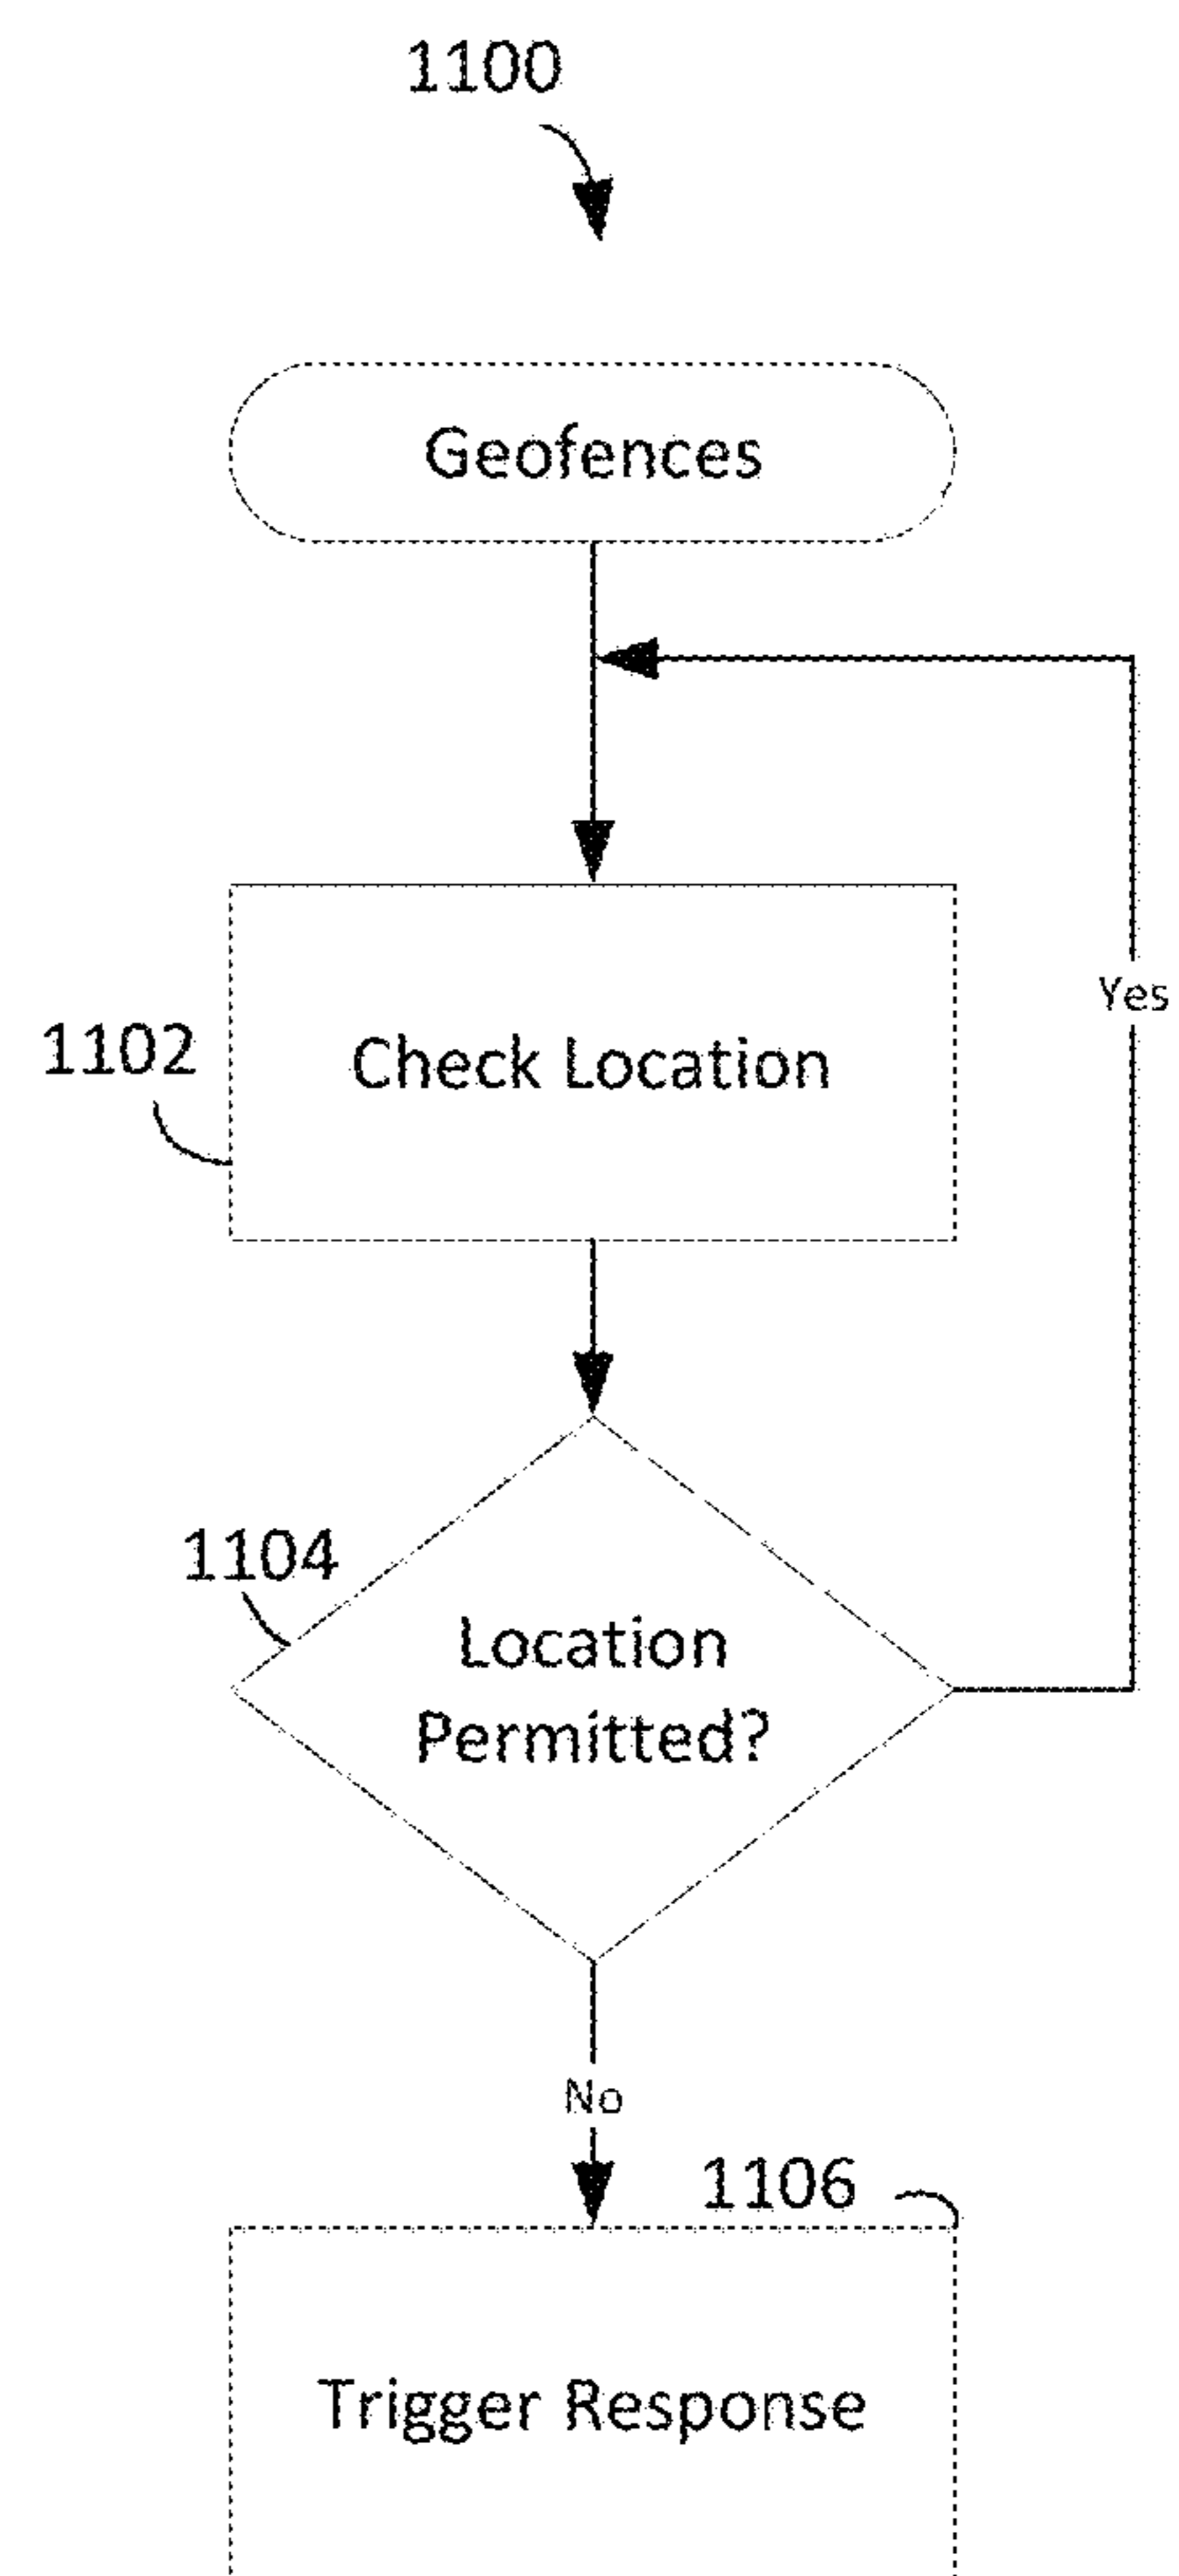 1100
Geofences
Yes
1102
Check Location
1104
Location
Permitted?
No
1106
Trigger Response